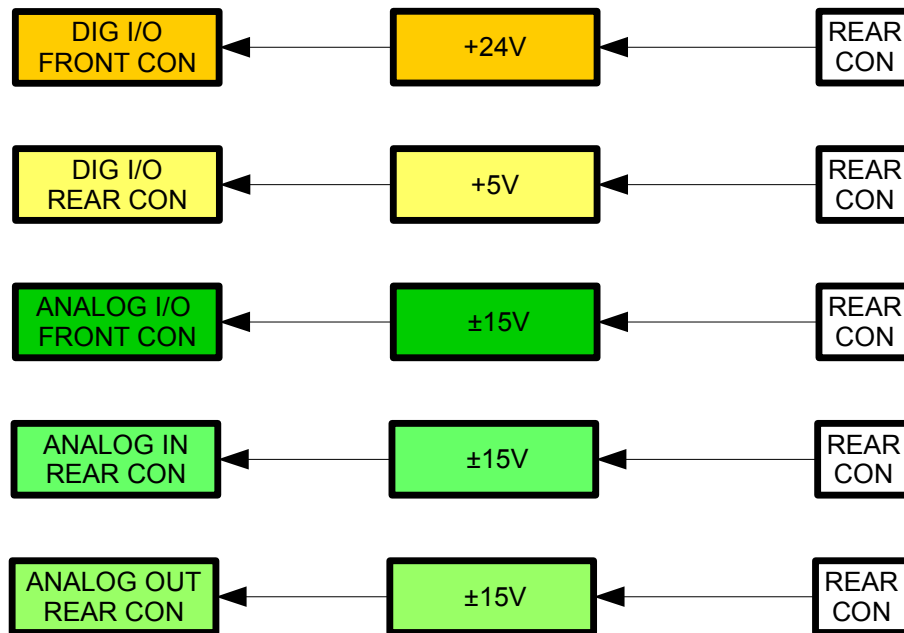 DIG I/O
FRONT CON
+24V
REAR
CON
DIG I/O
REAR CON
+5V
REAR
CON
ANALOG I/O
FRONT CON
±15V
REAR
CON
ANALOG IN
REAR CON
±15V
REAR
CON
ANALOG OUT
REAR CON
±15V
REAR
CON